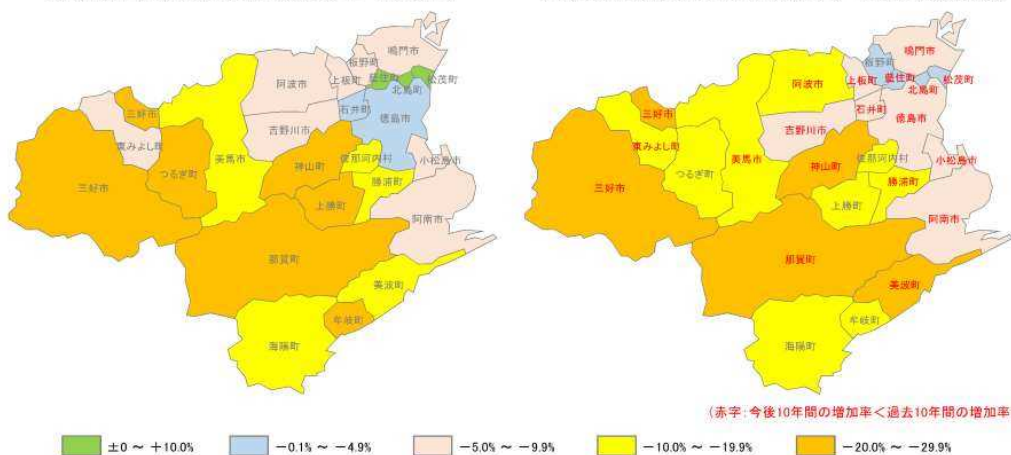 鳴門市
板野町
上板町
藍住町
松茂町
北島町
阿波市
石井町
徳島市
吉野川市
三好市
東みよし町
美馬市
つるぎ町
神山町
佐那河内村
小松島市
勝浦町
三好市
上勝町
阿南市
那賀町
美波町
牟岐町
海陽町
鳴門市
板野町
上板町
藍住町
松茂町
北島町
阿波市
石井町
徳島市
吉野川市
三好市
東みよし町
美馬市
つるぎ町
神山町
佐那河内村
小松島市
勝浦町
三好市
上勝町
阿南市
那賀町
美波町
牟岐町
海陽町
(赤字:今後10年間の増加率<過去10年間の増加率
±0 ~ +10.0%
-0.1% ~ -4.9%
-5.0% ~ -9.9%
-10.0% ~ -19.9%
-20.0% ~ -29.9%